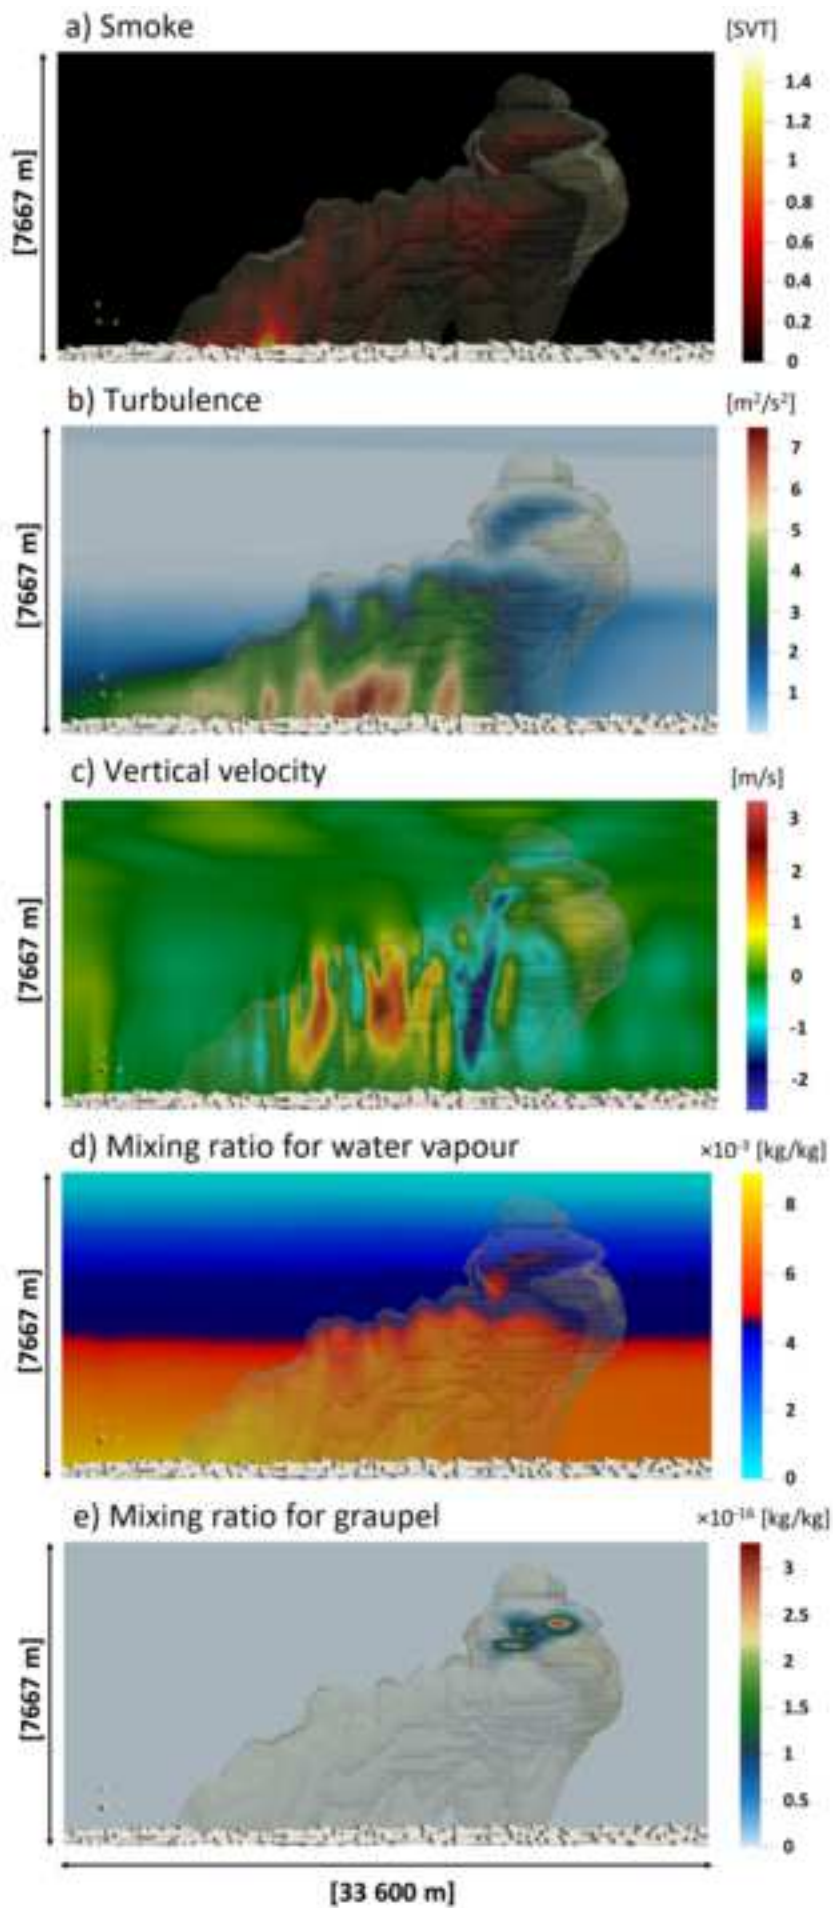 a) Smoke
[SVT]
[7667 m]
1.4
1.2
1
0.8
0.6
0.4
0.2
0
b) Turbulence
[m²/s²]
[7667 m]
7
6
5
4
3
2
1
c) Vertical velocity
[m/s]
[7667 m]
3
2
1
0
-1
-2
d) Mixing ratio for water vapour
×10⁻³ [kg/kg]
[7667 m]
8
6
4
2
0
e) Mixing ratio for graupel
×10⁻¹⁶ [kg/kg]
[7667 m]
3
2.5
2
1.5
1
0.5
0
[33 600 m]